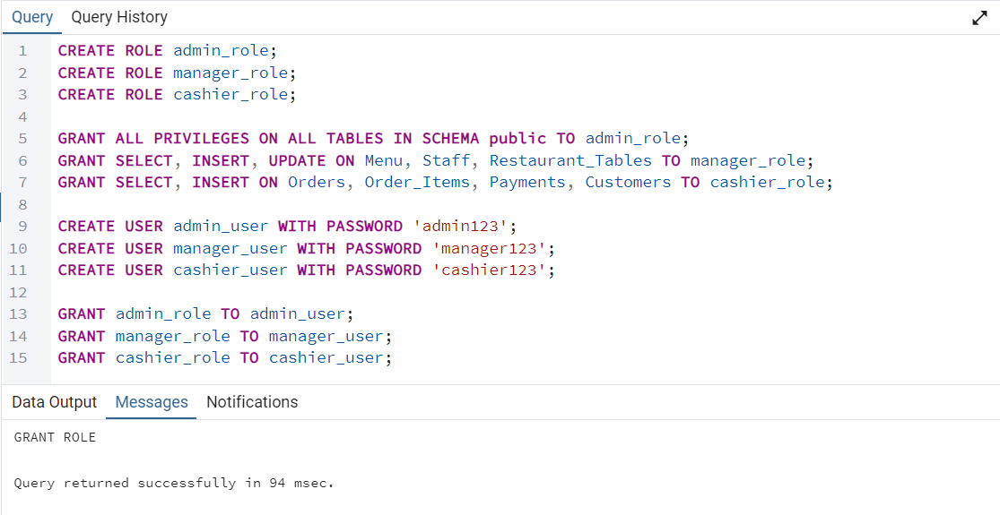 Query Query History
1 CREATE ROLE admin_role;
2 CREATE ROLE manager_role;
3 CREATE ROLE cashier_role;
4
5 GRANT ALL PRIVILEGES ON ALL TABLES IN SCHEMA public TO admin_role;
6 GRANT SELECT, INSERT, UPDATE ON Menu, Staff, Restaurant_Tables TO manager_role;
7 GRANT SELECT, INSERT ON Orders, Order_Items, Payments, Customers TO cashier_role;
8
9 CREATE USER admin_user WITH PASSWORD 'admin123';
10 CREATE USER manager_user WITH PASSWORD 'manager123';
11 CREATE USER cashier_user WITH PASSWORD 'cashier123';
12
13 GRANT admin_role TO admin_user;
14 GRANT manager_role TO manager_user;
15 GRANT cashier_role TO cashier_user;
Data Output Messages Notifications
GRANT ROLE
Query returned successfully in 94 msec.